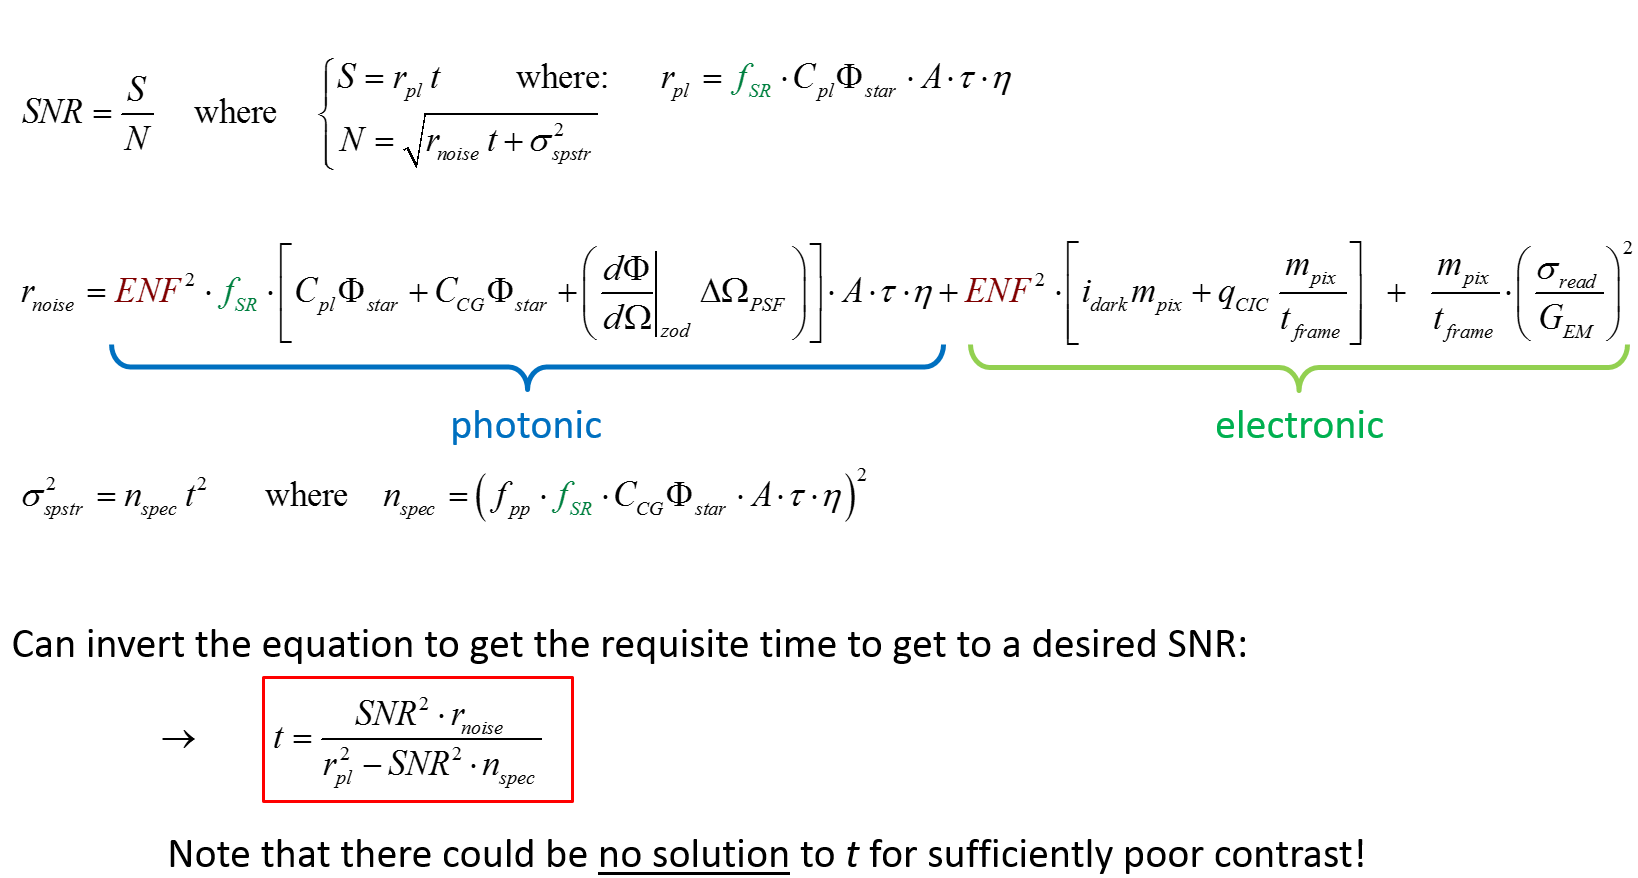 SNR = S/N where { S = r_pl t where: r_pl = f_SR · C_pl Φ_star · A · τ · η
N = √(r_noise t + σ²_spstr)
r_noise = ENF² · f_SR · [ C_pl Φ_star + C_CG Φ_star + ( dΦ/dΩ |_zod ΔΩ_PSF ) ] · A · τ · η + ENF² · [ i_dark m_pix + q_CIC m_pix/t_frame ] + m_pix/t_frame · ( σ_read/G_EM )²
photonic electronic
σ²_spstr = n_spec t² where n_spec = ( f_pp · f_SR · C_CG Φ_star · A · τ · η )²
Can invert the equation to get the requisite time to get to a desired SNR:
→ t = SNR² · r_noise / r²_pl − SNR² · n_spec
Note that there could be no solution to t for sufficiently poor contrast!